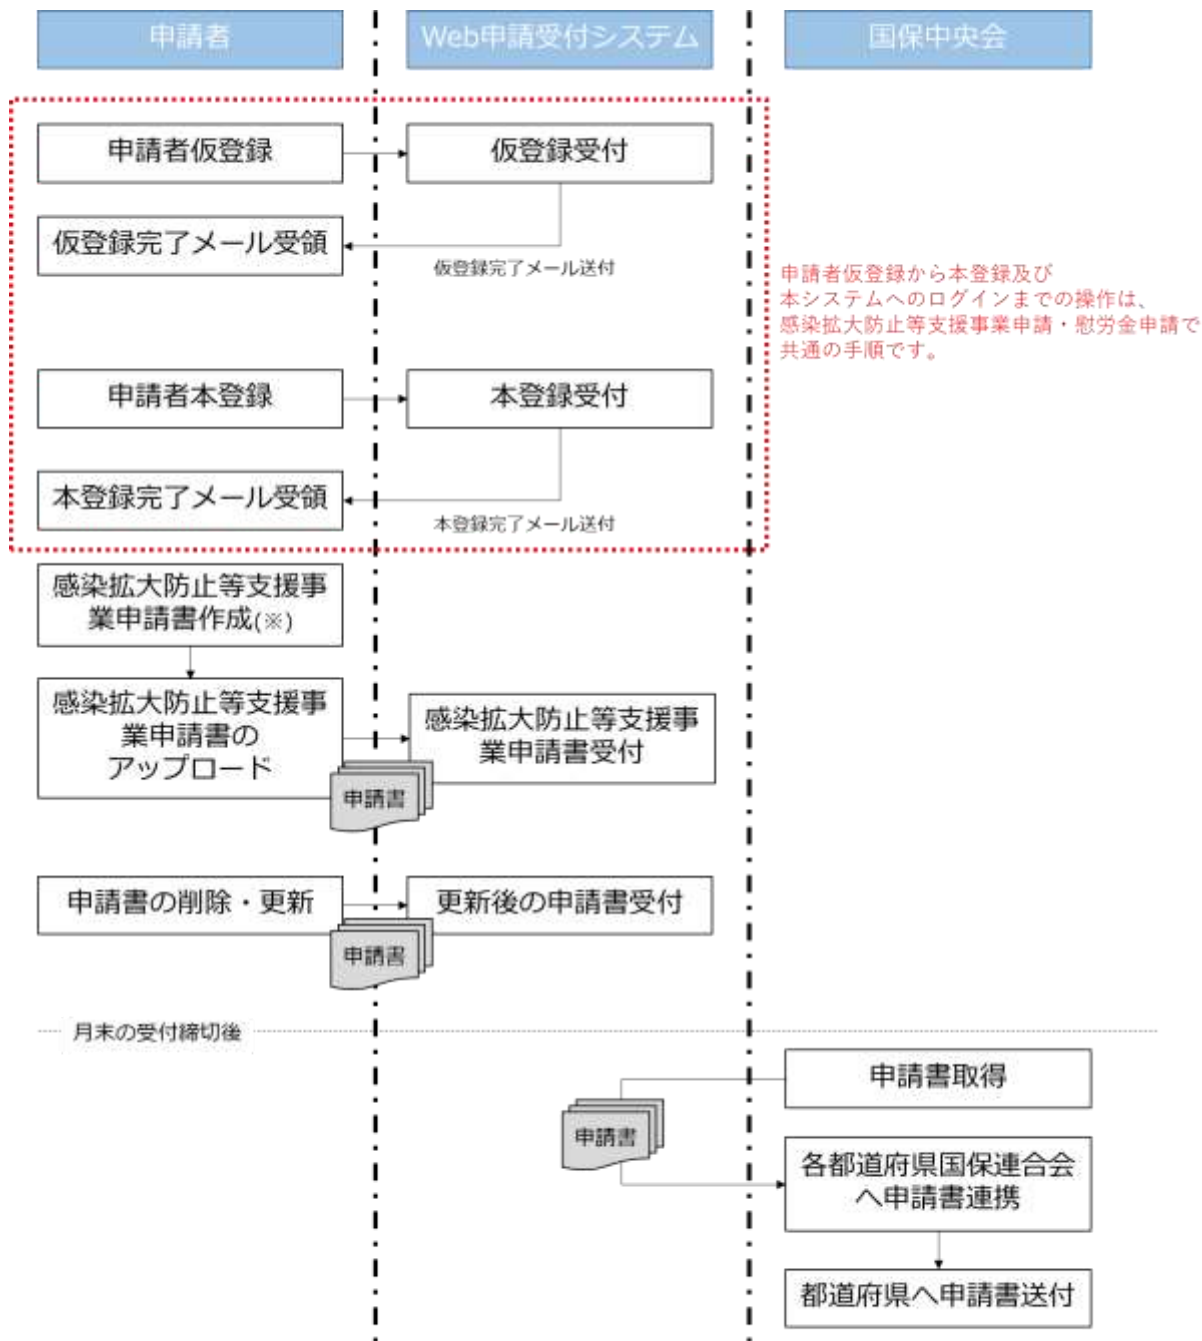 申請者
Web申請受付システム
国保中央会
申請者仮登録
仮登録受付
仮登録完了メール受領
仮登録完了メール送付
申請者仮登録から本登録及び
本システムへのログインまでの操作は、
感染拡大防止等支援事業申請・慰労金申請で
共通の手順です。
申請者本登録
本登録受付
本登録完了メール受領
本登録完了メール送付
感染拡大防止等支援事
業申請書作成(※)
感染拡大防止等支援事
業申請書の
アップロード
感染拡大防止等支援事
業申請書受付
申請書
申請書の削除・更新
更新後の申請書受付
申請書
月末の受付締切後
申請書取得
申請書
各都道府県国保連合会
へ申請書連携
都道府県へ申請書送付